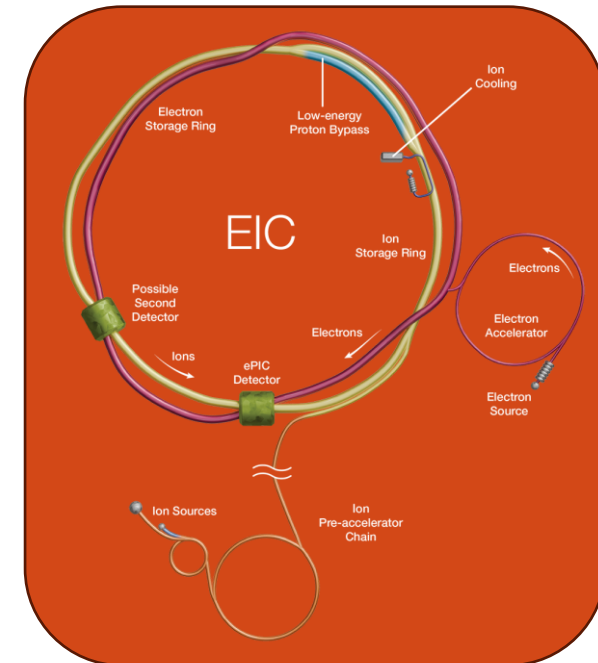 Ion
Cooling
Electron
Storage Ring
Low-energy
Proton Bypass
EIC
Ion
Storage Ring
Electrons
Possible
Second
Detector
Electrons
Electron
Accelerator
Ions
ePIC
Detector
Electron
Source
Ion Sources
Ion
Pre-accelerator
Chain